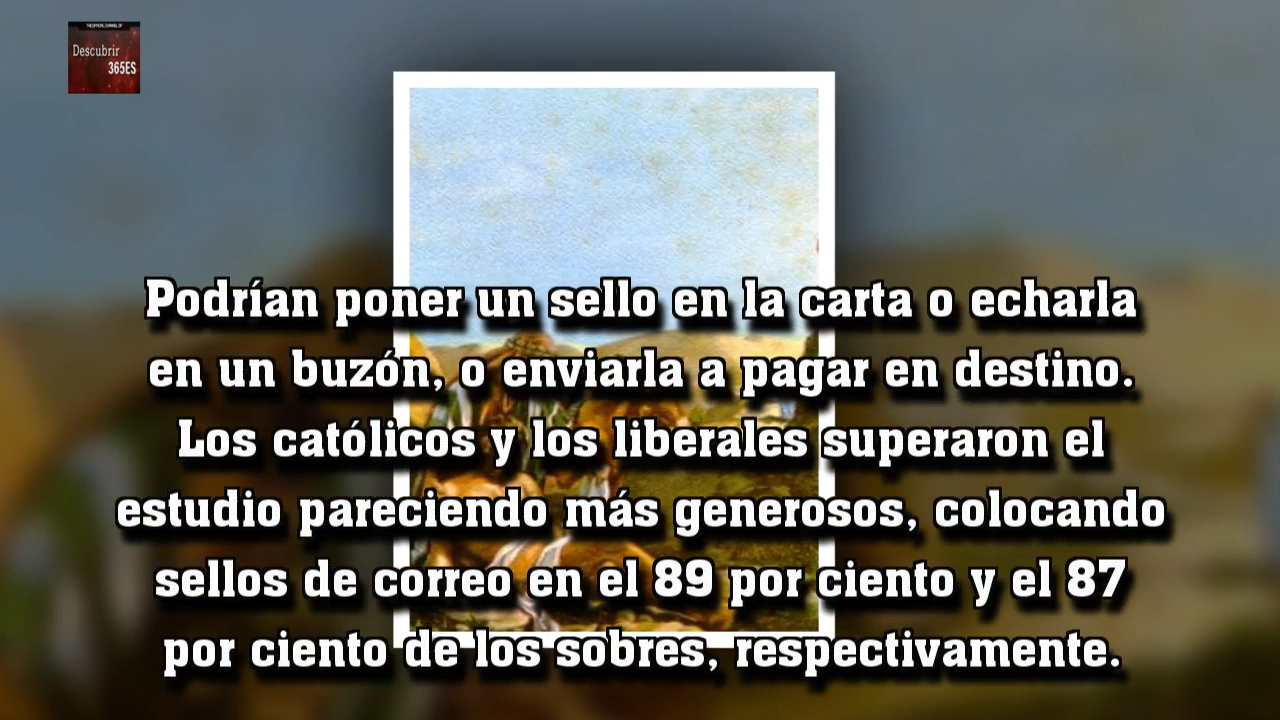 Descubrir
365ES
Podrían poner un sello en la carta o echarla
en un buzón, o enviarla a pagar en destino.
Los católicos y los liberales superaron el
estudio pareciendo más generosos, colocando
sellos de correo en el 89 por ciento y el 87
por ciento de los sobres, respectivamente.